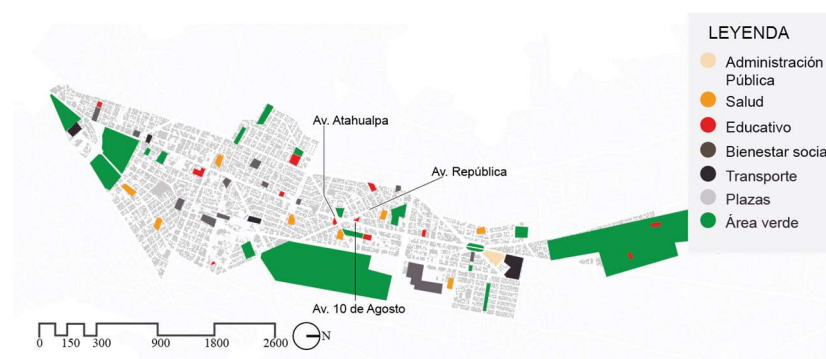 LEYENDA
Administración
Pública
Salud
Educativo
Bienestar social
Transporte
Plazas
Área verde
Av. Atahualpa
Av. República
Av. 10 de Agosto
0 150 300 900 1800 2600
N